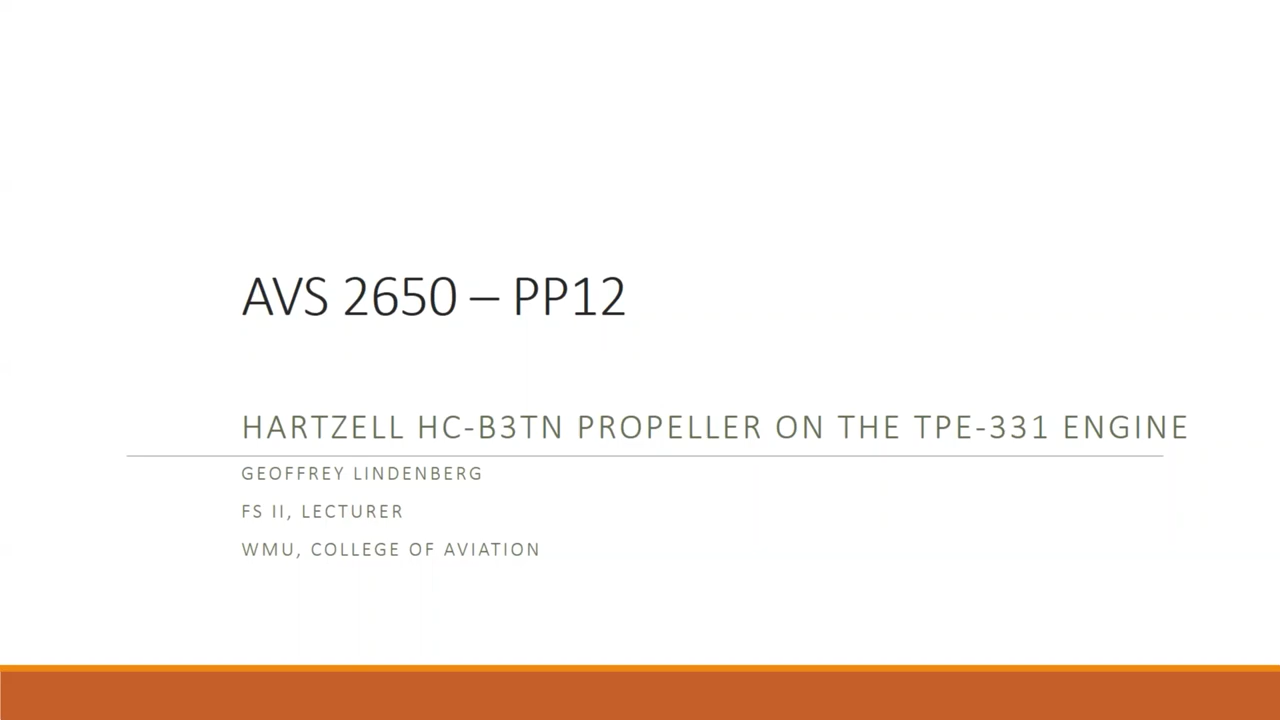 AVS 2650 – PP12
HARTZELL HC-B3TN PROPELLER ON THE TPE-331 ENGINE
GEOFFREY LINDENBERG
FS II, LECTURER
WMU, COLLEGE OF AVIATION